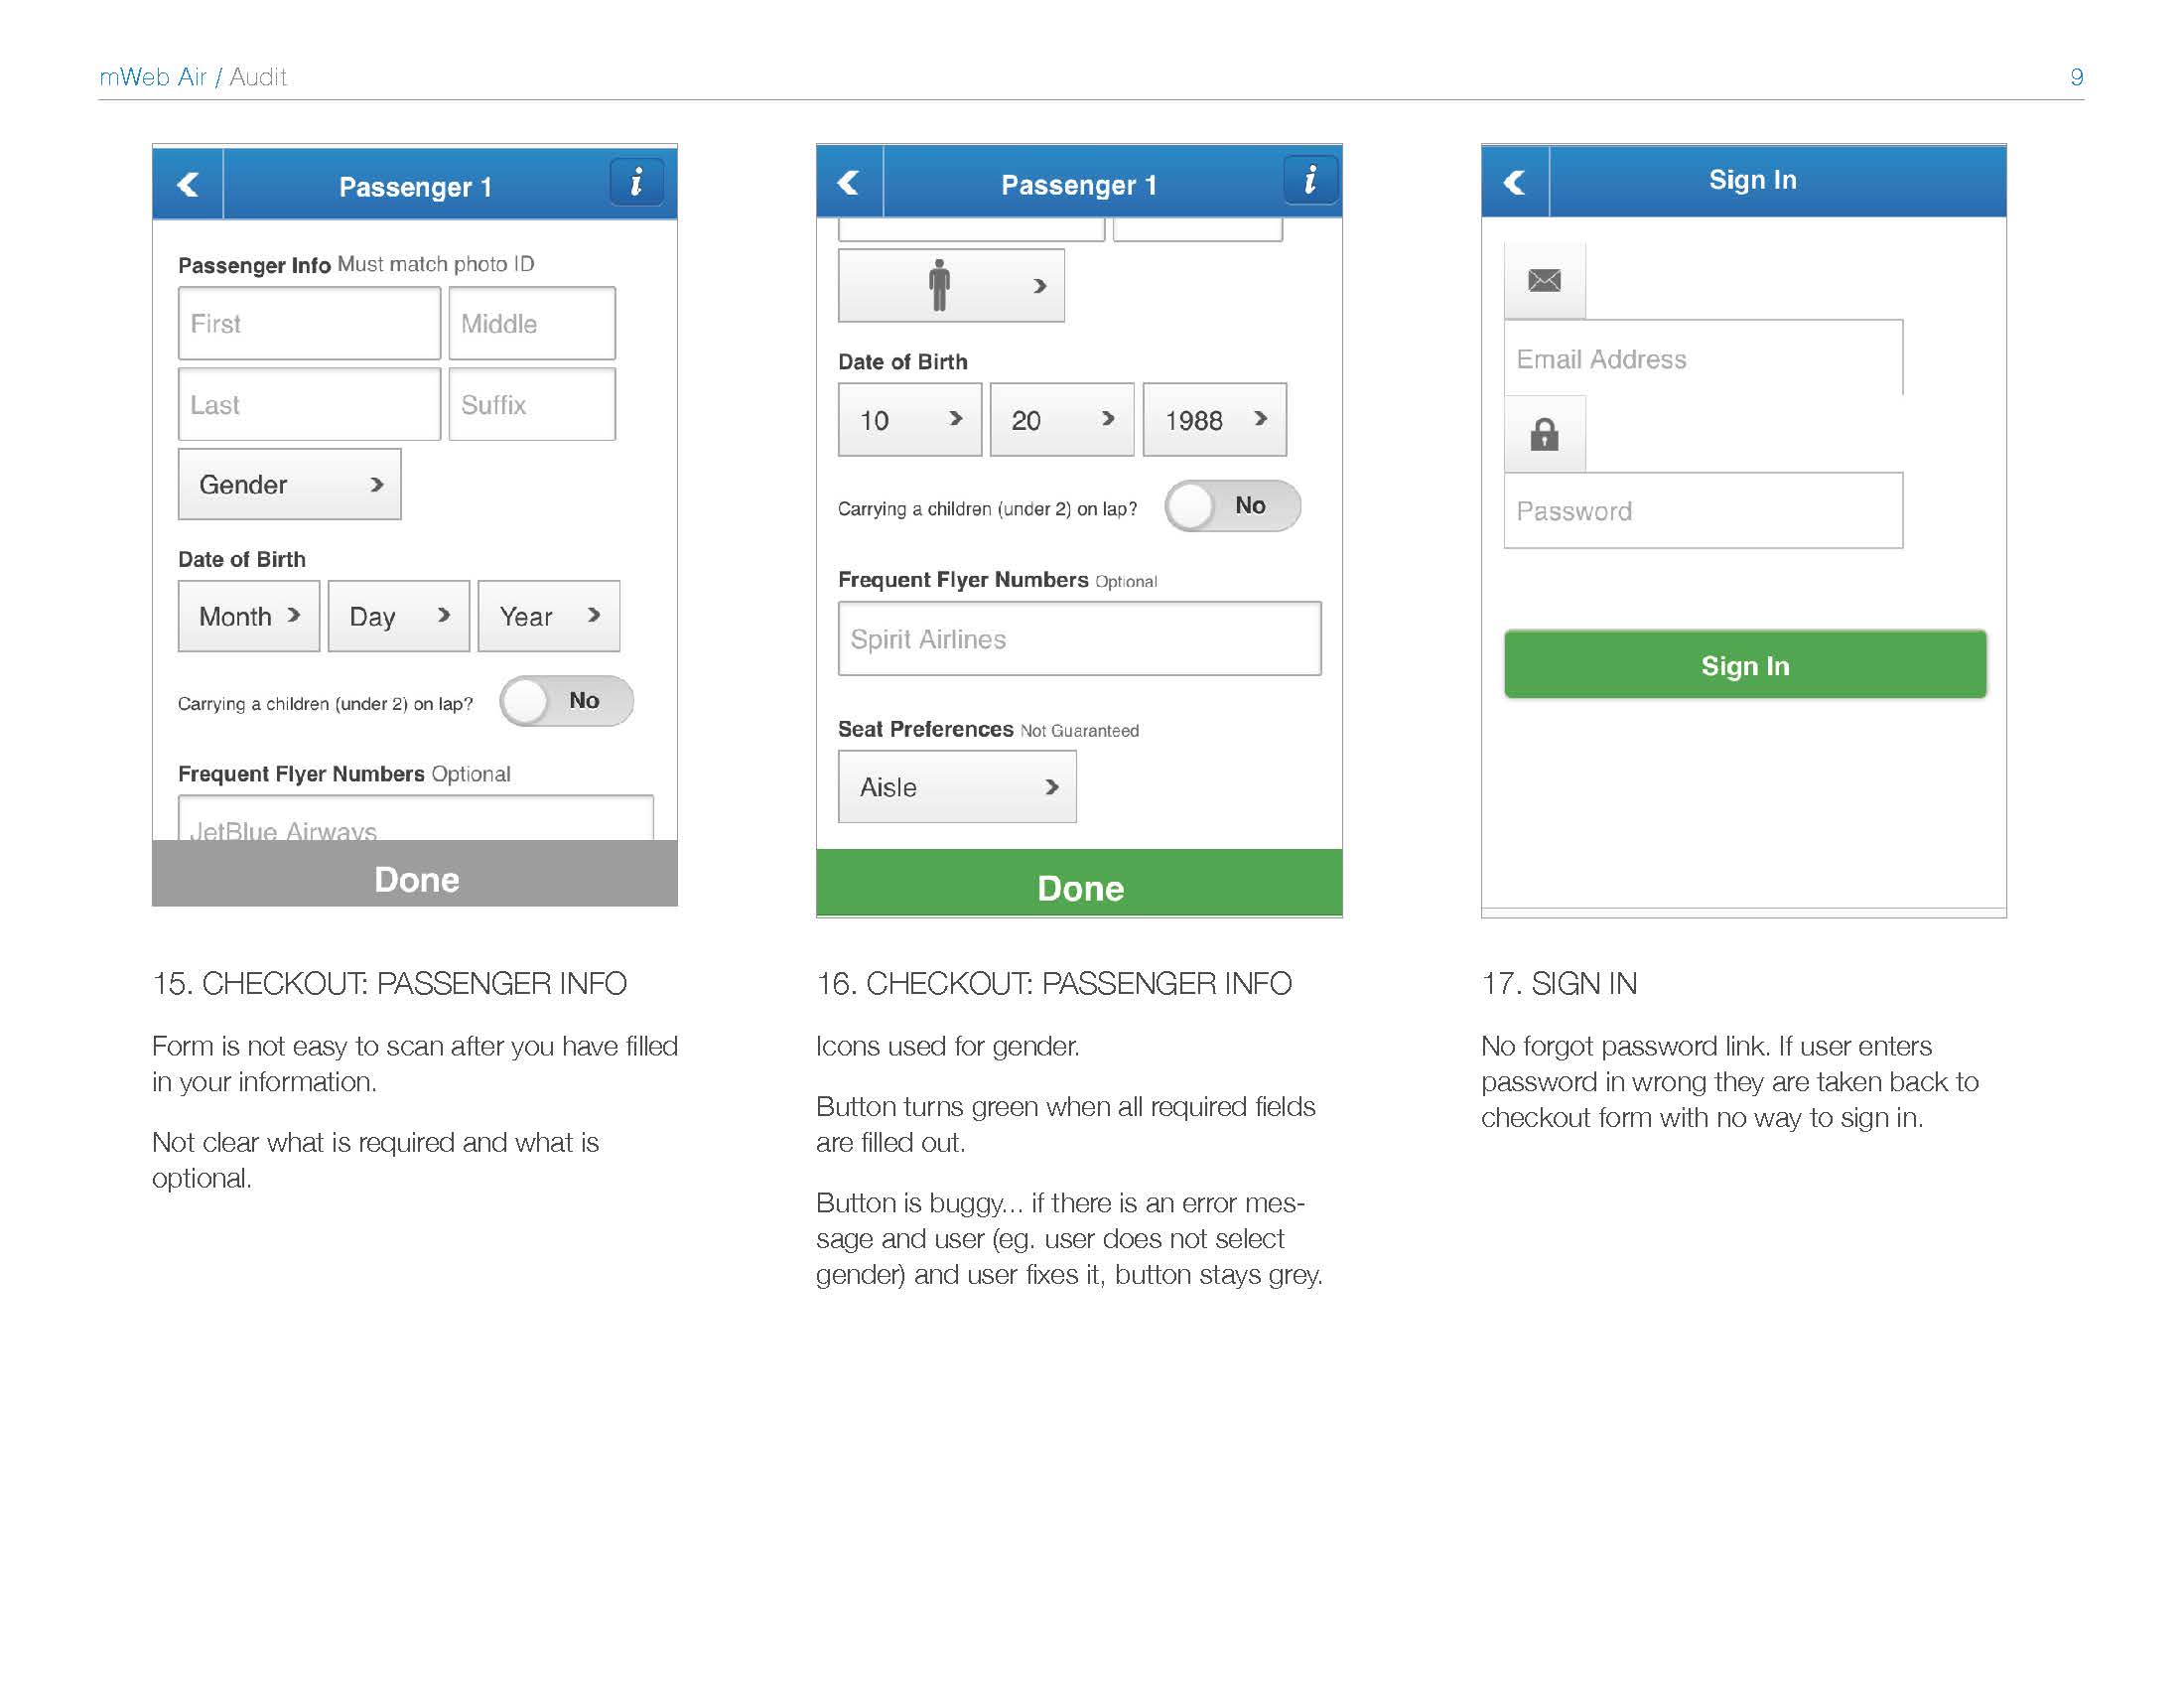 mWeb Air / Audit
9
Passenger 1
i
Passenger Info Must match photo ID
First
Middle
Last
Suffix
Gender
Date of Birth
Month
Day
Year
Carrying a children (under 2) on lap?
No
Frequent Flyer Numbers Optional
JetBlue Airways
Done
15. CHECKOUT: PASSENGER INFO
Form is not easy to scan after you have filled
in your information.
Not clear what is required and what is
optional.
Passenger 1
i
Date of Birth
10
20
1988
Carrying a children (under 2) on lap?
No
Frequent Flyer Numbers Optional
Spirit Airlines
Seat Preferences Not Guaranteed
Aisle
Done
16. CHECKOUT: PASSENGER INFO
Icons used for gender.
Button turns green when all required fields
are filled out.
Button is buggy... if there is an error mes-
sage and user (eg. user does not select
gender) and user fixes it, button stays grey.
Sign In
Email Address
Password
Sign In
17. SIGN IN
No forgot password link. If user enters
password in wrong they are taken back to
checkout form with no way to sign in.